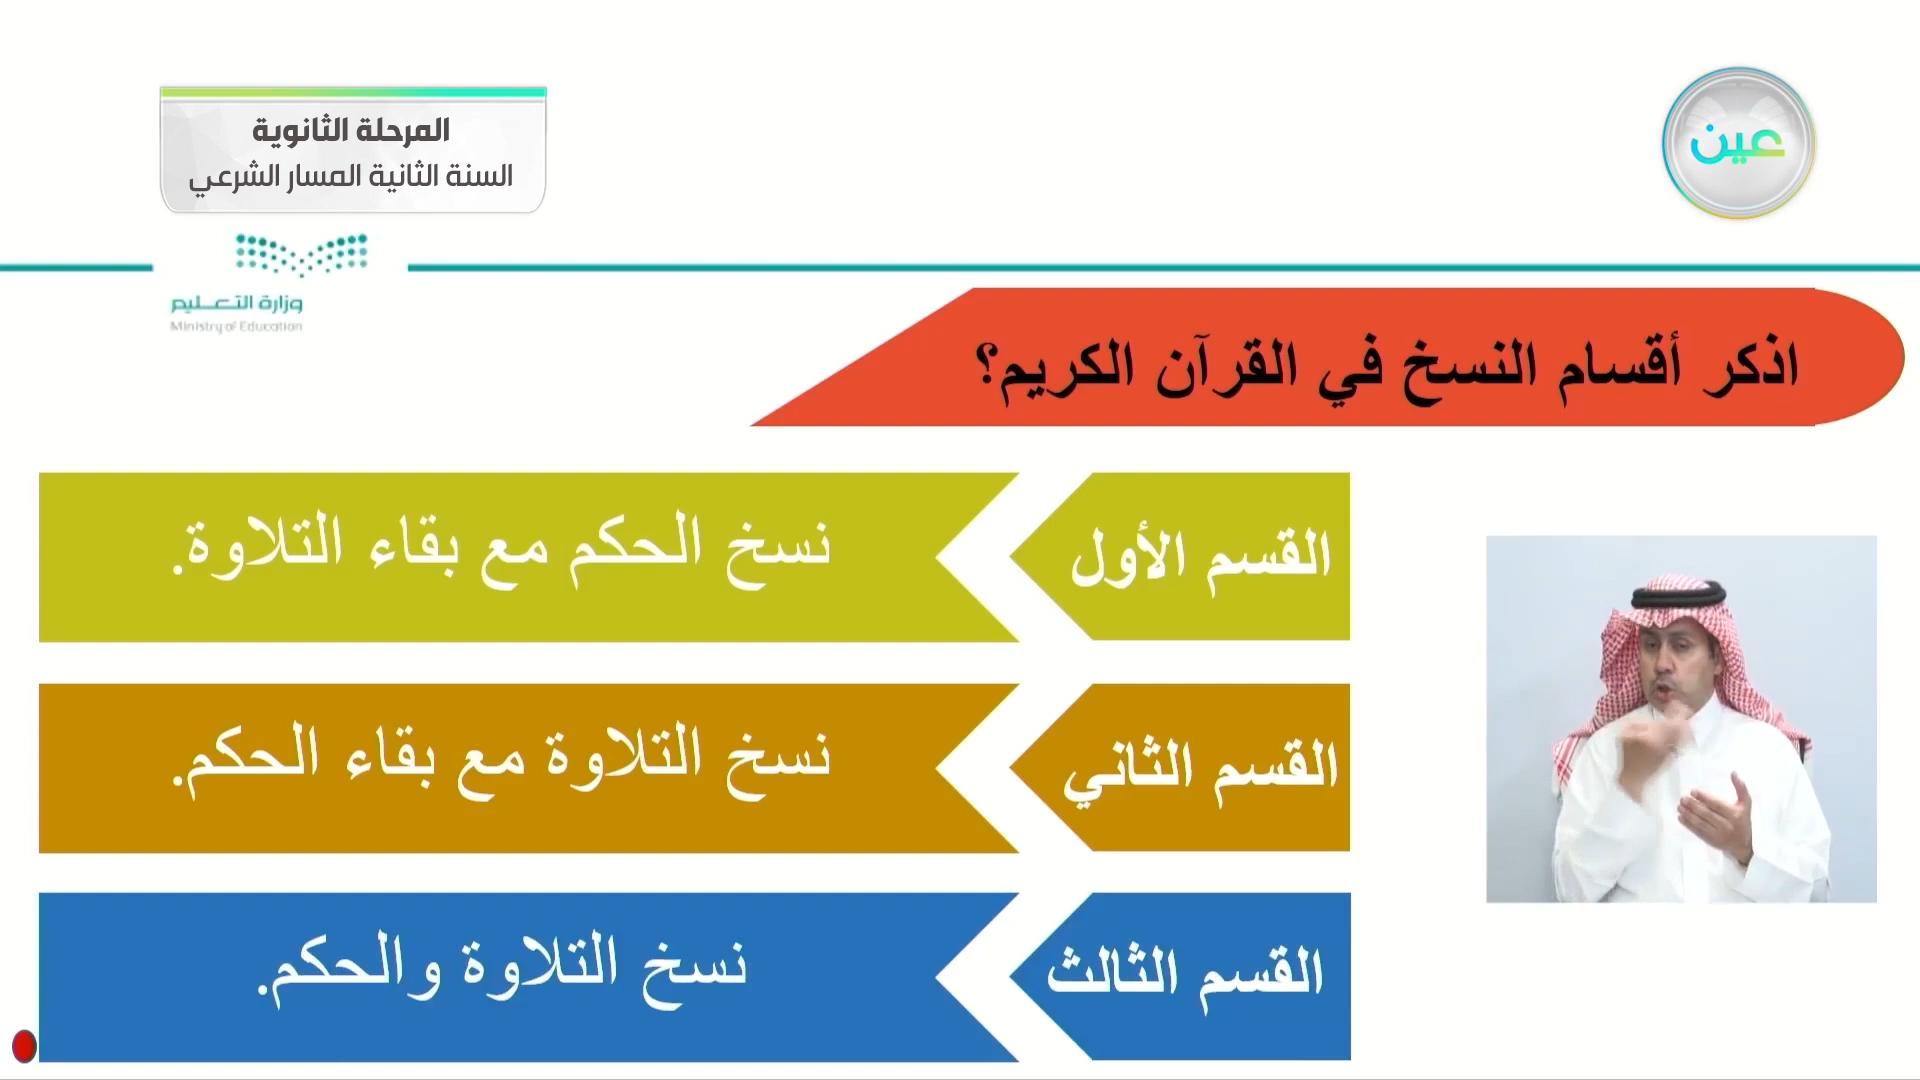 المرحلة الثانوية
السنة الثانية المسار الشرعي
عين
وزارة التعـــليم
Ministry of Education
اذكر أقسام النسخ في القرآن الكريم؟
القسم الأول
نسخ الحكم مع بقاء التلاوة.
القسم الثاني
نسخ التلاوة مع بقاء الحكم.
القسم الثالث
نسخ التلاوة والحكم.